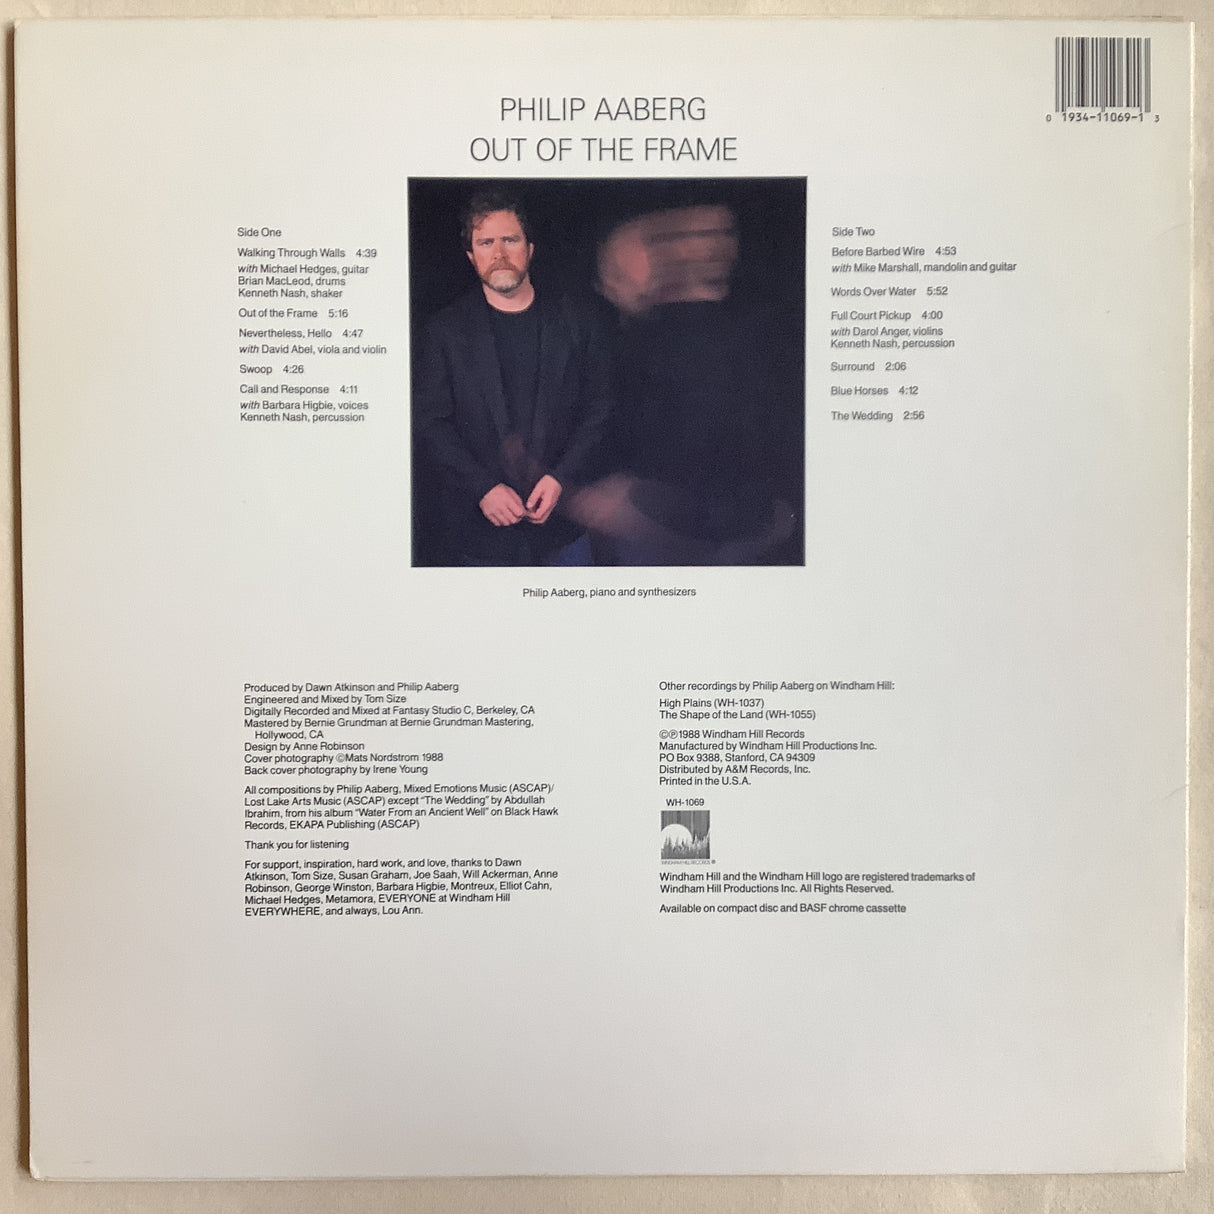 0 1934-11069-1 3
PHILIP AABERG
OUT OF THE FRAME
Side One
Walking Through Walls 4:39
with Michael Hedges, guitar
Brian MacLeod, drums
Kenneth Nash, shaker
Out of the Frame 5:16
Nevertheless, Hello 4:47
with David Abel, viola and violin
Swoop 4:26
Call and Response 4:11
with Barbara Higbie, voices
Kenneth Nash, percussion
Side Two
Before Barbed Wire 4:53
with Mike Marshall, mandolin and guitar
Words Over Water 5:52
Full Court Pickup 4:00
with Darol Anger, violins
Kenneth Nash, percussion
Surround 2:06
Blue Horses 4:12
The Wedding 2:56
Philip Aaberg, piano and synthesizers
Produced by Dawn Atkinson and Philip Aaberg
Engineered and Mixed by Tom Size
Digitally Recorded and Mixed at Fantasy Studio C, Berkeley, CA
Mastered by Bernie Grundman at Bernie Grundman Mastering,
Hollywood, CA
Design by Anne Robinson
Cover photography ©Mats Nordstrom 1988
Back cover photography by Irene Young
All compositions by Philip Aaberg, Mixed Emotions Music (ASCAP)/
Lost Lake Arts Music (ASCAP) except "The Wedding" by Abdullah
Ibrahim, from his album "Water From an Ancient Well" on Black Hawk
Records, EKAPA Publishing (ASCAP)
Thank you for listening
For support, inspiration, hard work, and love, thanks to Dawn
Atkinson, Tom Size, Susan Graham, Joe Saah, Will Ackerman, Anne
Robinson, George Winston, Barbara Higbie, Montreux, Elliot Cahn,
Michael Hedges, Metamora, EVERYONE at Windham Hill
EVERYWHERE, and always, Lou Ann.
Other recordings by Philip Aaberg on Windham Hill:
High Plains (WH-1037)
The Shape of the Land (WH-1055)
©℗1988 Windham Hill Records
Manufactured by Windham Hill Productions Inc.
PO Box 9388, Stanford, CA 94309
Distributed by A&M Records, Inc.
Printed in the U.S.A.
WH-1069
WINDHAM HILL RECORDS ®
Windham Hill and the Windham Hill logo are registered trademarks of
Windham Hill Productions Inc. All Rights Reserved.
Available on compact disc and BASF chrome cassette